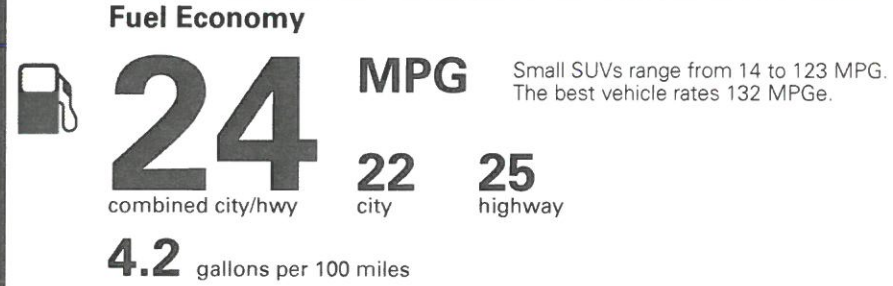 Fuel Economy
24 MPG
Small SUVs range from 14 to 123 MPG.
The best vehicle rates 132 MPGe.
combined city/hwy
22
city
25
highway
4.2 gallons per 100 miles